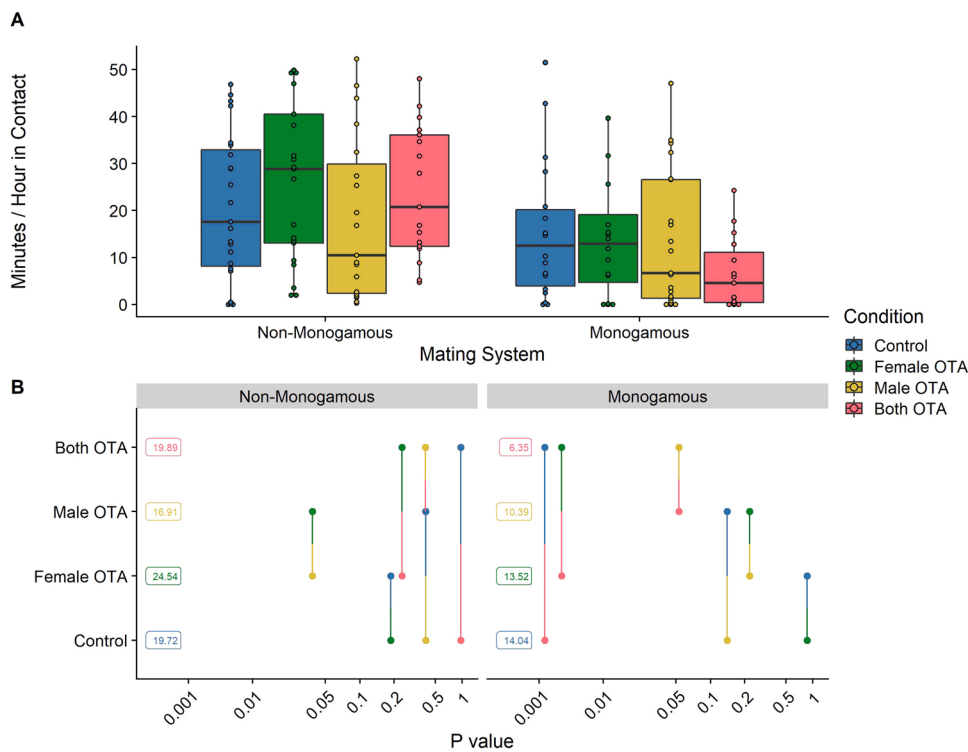 A
Minutes / Hour in Contact
50
40
30
20
10
0
Non-Monogamous
Monogamous
Mating System
Condition
Control
Female OTA
Male OTA
Both OTA
B
Non-Monogamous
Monogamous
Both OTA
19.89
6.35
Male OTA
16.91
10.39
Female OTA
24.54
13.52
Control
19.72
14.04
0.001
0.01
0.05
0.1
0.2
0.5
1
0.001
0.01
0.05
0.1
0.2
0.5
1
P value